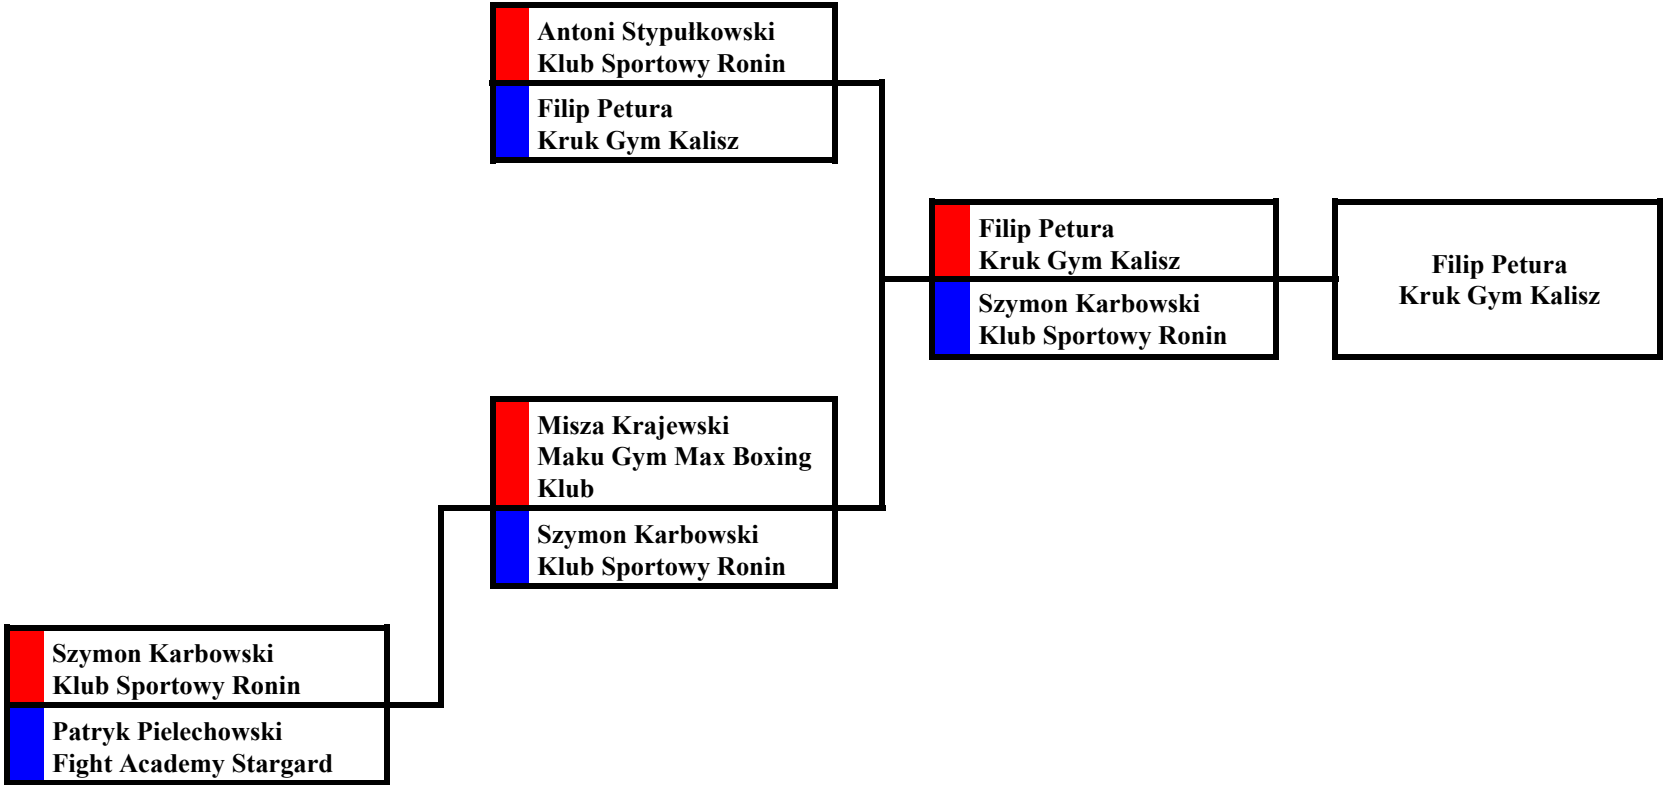 Antoni Stypułkowski
Klub Sportowy Ronin
Filip Petura
Kruk Gym Kalisz
Filip Petura
Kruk Gym Kalisz
Szymon Karbowski
Klub Sportowy Ronin
Filip Petura
Kruk Gym Kalisz
Misza Krajewski
Maku Gym Max Boxing
Klub
Szymon Karbowski
Klub Sportowy Ronin
Szymon Karbowski
Klub Sportowy Ronin
Patryk Pielechowski
Fight Academy Stargard